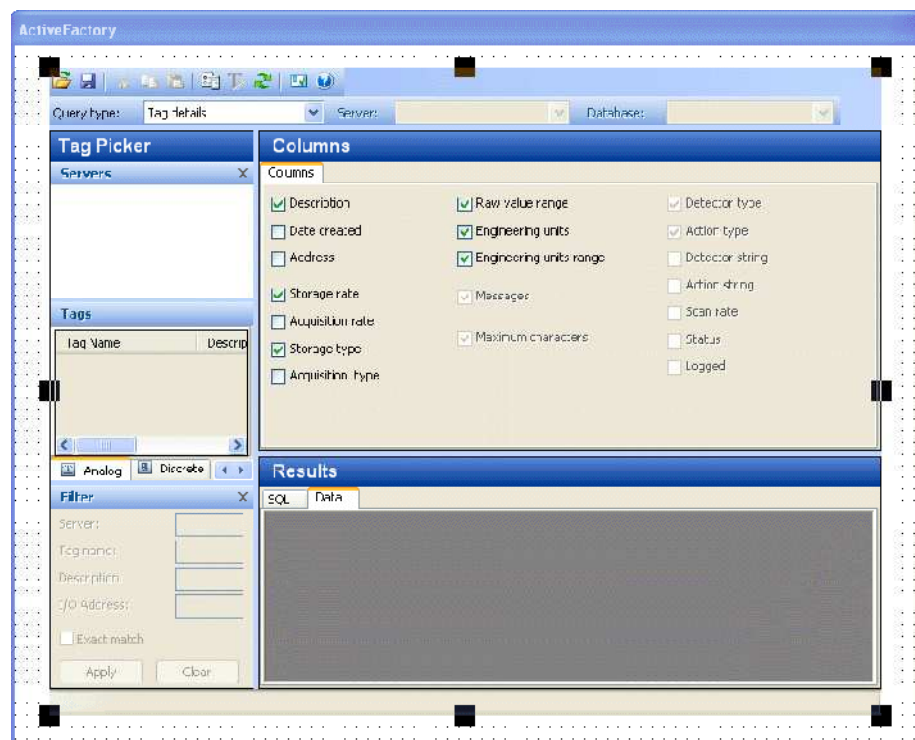 ActiveFactory
Query type: Tag details Server: Database:
Tag Picker
Servers
Tags
Tag Name Descrip
Analog Discrete
Filter
Server:
Tag name:
Description
I/O Address:
Exact match
Apply Clear
Columns
Columns
Description
Date created
Address
Storage rate
Acquisition rate
Storage type
Acquisition type
Raw value range
Engineering units
Engineering units range
Messages
Maximum characters
Detector type
Action type
Detector string
Action string
Scan rate
Status
Logged
Results
SQL Data